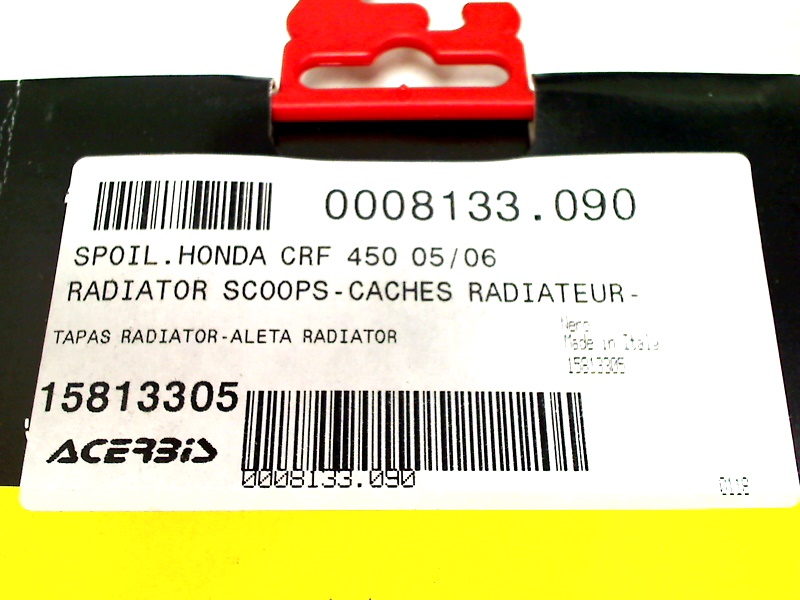 0008133.090
SPOIL.HONDA CRF 450 05/06
RADIATOR SCOOPS-CACHES RADIATEUR-
TAPAS RADIATOR-ALETA RADIATOR
Nero
Made in Italy
15813305
15813305
ACERBIS
0008133.090
0118